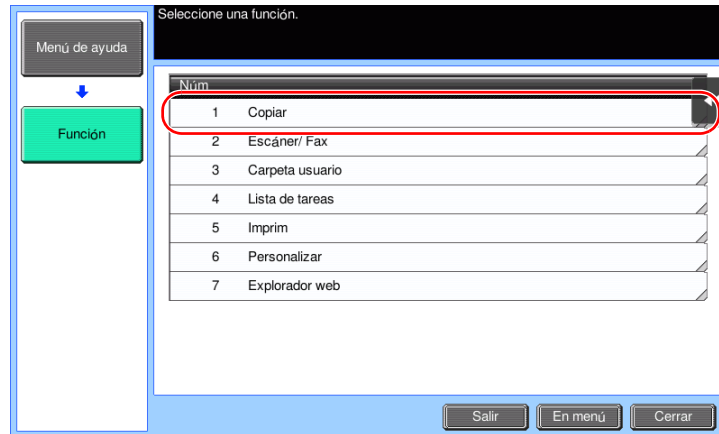 Seleccione una función.
Menú de ayuda
Función
Núm
1 Copiar
2 Escáner/ Fax
3 Carpeta usuario
4 Lista de tareas
5 Imprim
6 Personalizar
7 Explorador web
Salir En menú Cerrar